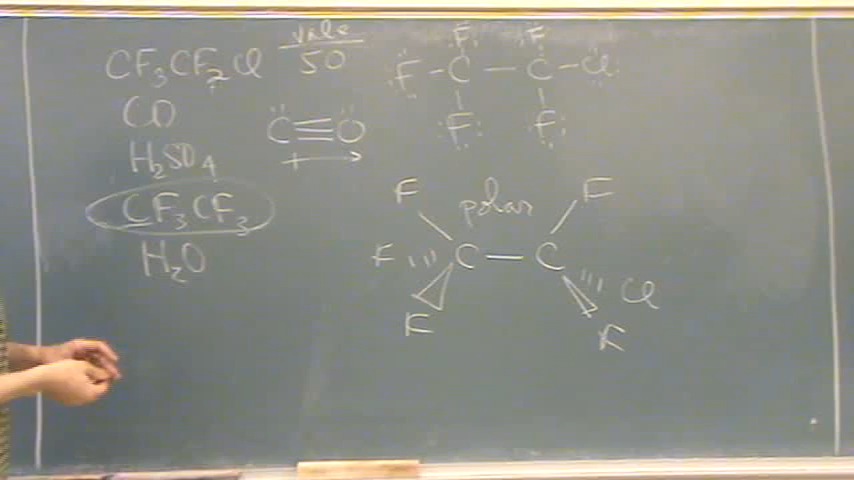 CF3CF2Cl
CO
H2SO4
CF3CF3
H2O
vale
50
C≡O
F F
F - C — C - Cl
F F
polar
F F
F C — C Cl
F F